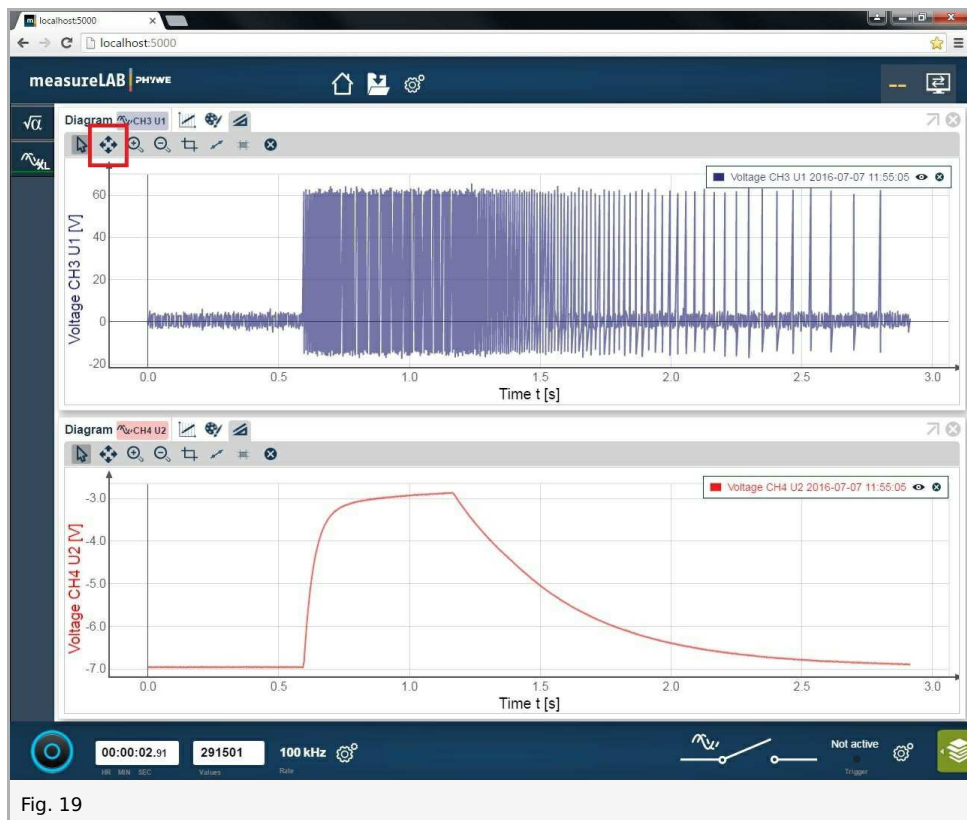 localhost:5000
localhost:5000
measureLAB PHYWE
--
√α
XL
Diagram CH3 U1
Voltage CH3 U1 2016-07-07 11:55:05
Voltage CH3 U1 [V]
60
40
20
0
-20
0.0 0.5 1.0 1.5 2.0 2.5 3.0
Time t [s]
Diagram CH4 U2
Voltage CH4 U2 2016-07-07 11:55:05
Voltage CH4 U2 [V]
-3.0
-4.0
-5.0
-6.0
-7.0
0.0 0.5 1.0 1.5 2.0 2.5 3.0
Time t [s]
00:00:02.91 291501 100 kHz Not active
HR MIN SEC Values Rate Trigger
Fig. 19